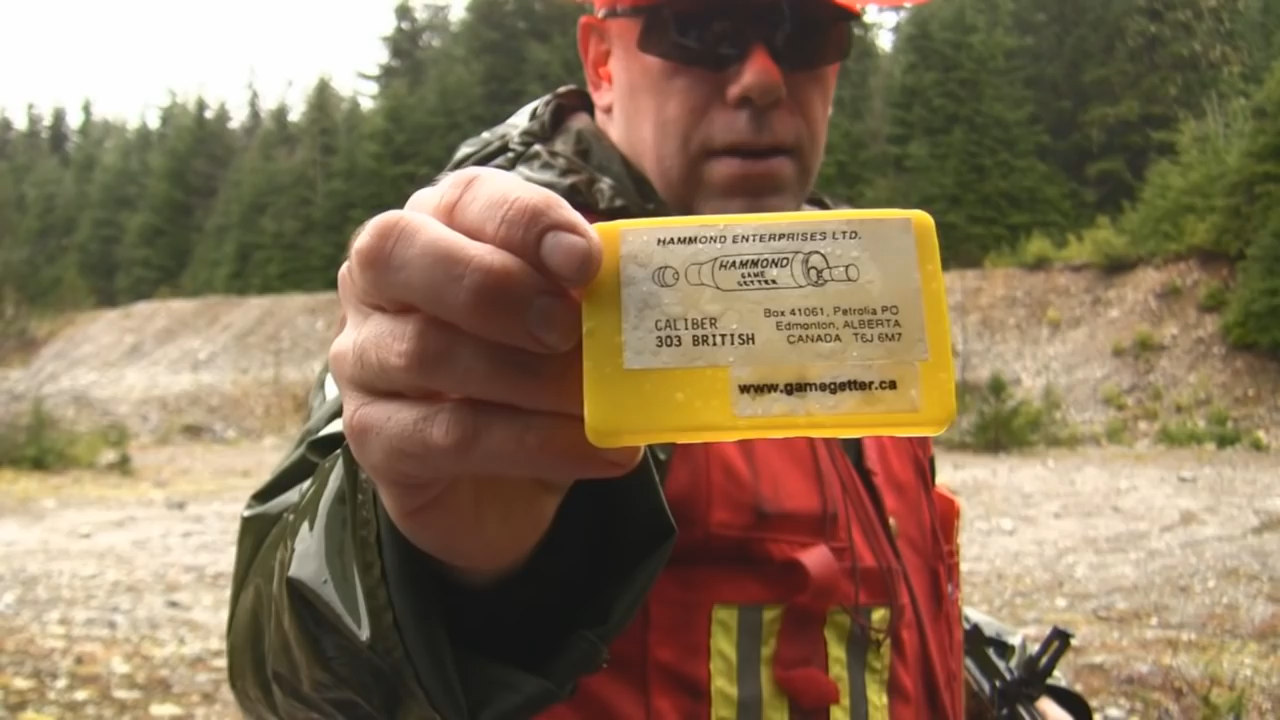 HAMMOND ENTERPRISES LTD.
HAMMOND
GAME
GETTER
Box 41061, Petrolia PO
Edmonton, ALBERTA
CANADA T6J 6M7
CALIBER
303 BRITISH
www.gamegetter.ca